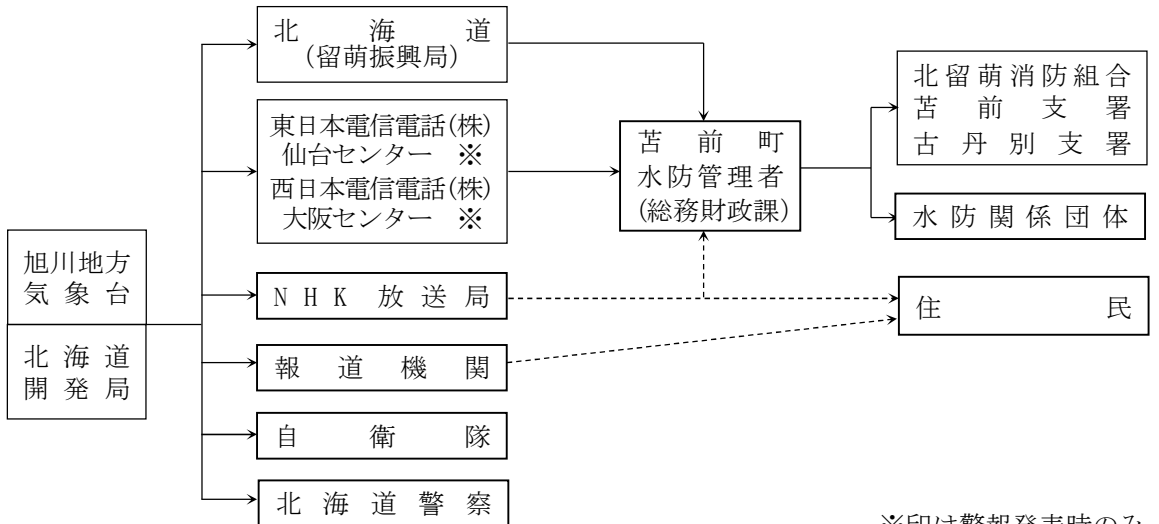 旭川地方
気象台
北海道
開発局
北海道
(留萌振興局)
東日本電信電話(株)
仙台センター ※
西日本電信電話(株)
大阪センター ※
NHK 放送局
報道機関
自衛隊
北海道警察
苫前町
水防管理者
(総務財政課)
北留萌消防組合
苫前支署
古丹別支署
水防関係団体
住民
※印は警報発表時のみ